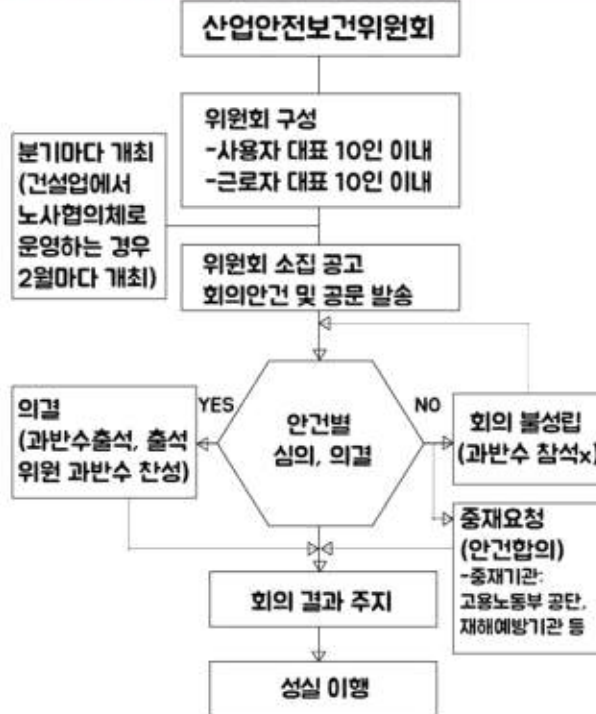 산업안전보건위원회
위원회 구성
-사용자 대표 10인 이내
-근로자 대표 10인 이내
분기마다 개최
(건설업에서
노사협의체로
운영하는 경우
2월마다 개최)
위원회 소집 공고
회의안건 및 공문 발송
안건별
심의, 의결
YES
NO
의결
(과반수출석, 출석
위원 과반수 찬성)
회의 불성립
(과반수 참석x)
중재요청
(안건합의)
-중재기관:
고용노동부 공단,
재해예방기관 등
회의 결과 주지
성실 이행